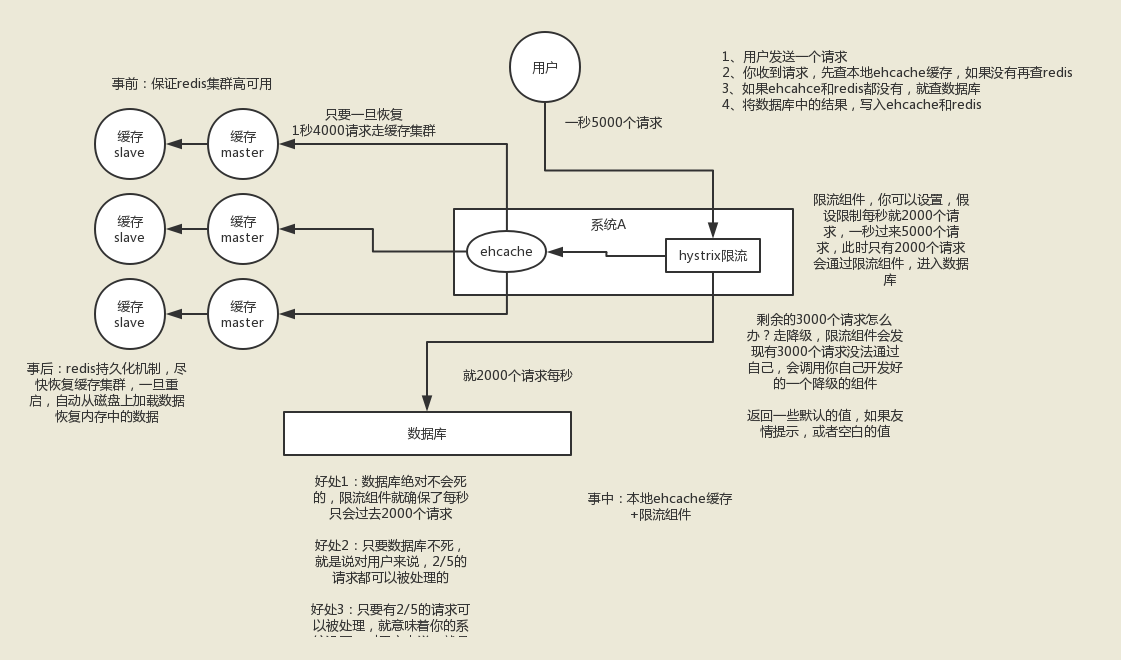 用户
1、用户发送一个请求
2、你收到请求，先查本地ehcache缓存，如果没有再查redis
3、如果ehcahce和redis都没有，就查数据库
4、将数据库中的结果，写入ehcache和redis
事前：保证redis集群高可用
只要一旦恢复
1秒4000请求走缓存集群
一秒5000个请求
缓存
slave
缓存
master
缓存
slave
缓存
master
缓存
slave
缓存
master
系统A
ehcache
hystrix限流
限流组件，你可以设置，假
设限制每秒就2000个请
求，一秒过来5000个请
求，此时只有2000个请求
会通过限流组件，进入数据
库
剩余的3000个请求怎么
办？走降级，限流组件会发
现有3000个请求没法通过
自己，会调用你自己开发好
的一个降级的组件
返回一些默认的值，如果友
情提示，或者空白的值
事后：redis持久化机制，尽
快恢复缓存集群，一旦重
启，自动从磁盘上加载数据
恢复内存中的数据
就2000个请求每秒
数据库
好处1：数据库绝对不会死
的，限流组件就确保了每秒
只会过去2000个请求
好处2：只要数据库不死，
就是说对用户来说，2/5的
请求都可以被处理的
好处3：只要有2/5的请求可
以被处理，就意味着你的系
事中：本地ehcache缓存
+限流组件